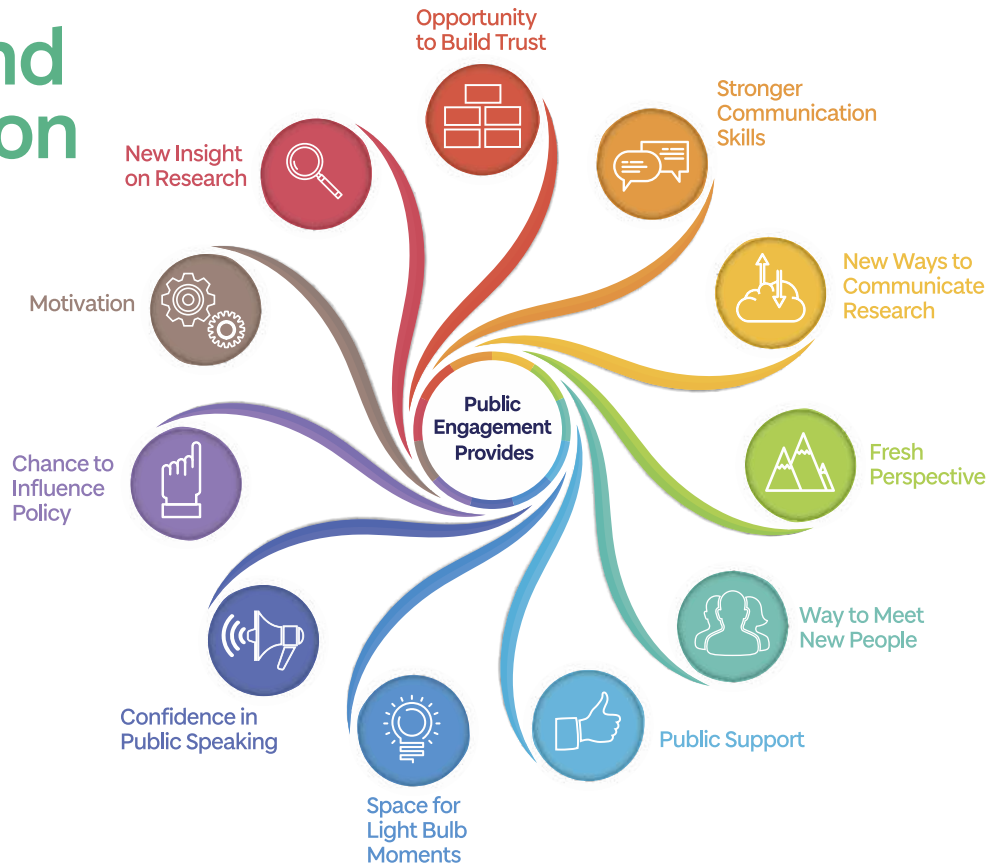 nd
on
Opportunity
to Build Trust
Stronger
Communication
Skills
New Ways to
Communicate
Research
Fresh
Perspective
Way to Meet
New People
Public Support
Space for
Light Bulb
Moments
Confidence in
Public Speaking
Chance to
Influence
Policy
Motivation
New Insight
on Research
Public
Engagement
Provides